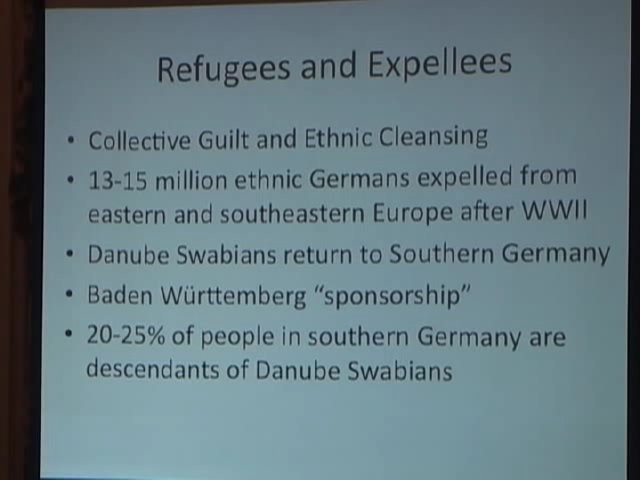 Refugees and Expellees
• Collective Guilt and Ethnic Cleansing
• 13-15 million ethnic Germans expelled from
eastern and southeastern Europe after WWII
• Danube Swabians return to Southern Germany
• Baden Württemberg “sponsorship”
• 20-25% of people in southern Germany are
descendants of Danube Swabians